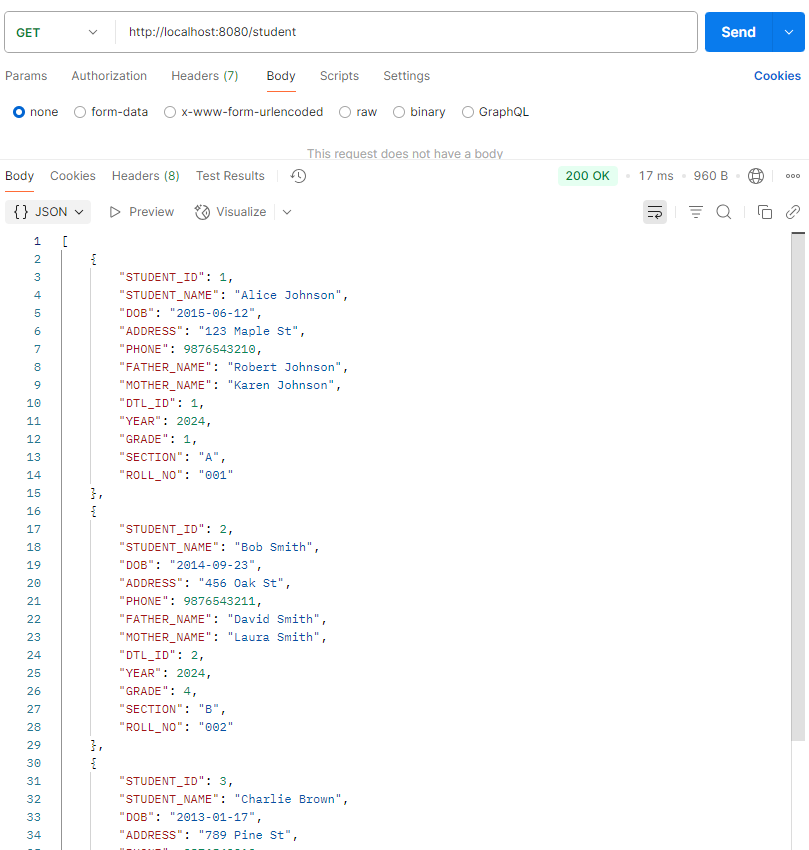 GET http://localhost:8080/student Send
Params Authorization Headers (7) Body Scripts Settings Cookies
none form-data x-www-form-urlencoded raw binary GraphQL
This request does not have a body
Body Cookies Headers (8) Test Results 200 OK • 17 ms • 960 B •
{} JSON Preview Visualize
1 [
2 {
3 "STUDENT_ID": 1,
4 "STUDENT_NAME": "Alice Johnson",
5 "DOB": "2015-06-12",
6 "ADDRESS": "123 Maple St",
7 "PHONE": 9876543210,
8 "FATHER_NAME": "Robert Johnson",
9 "MOTHER_NAME": "Karen Johnson",
10 "DTL_ID": 1,
11 "YEAR": 2024,
12 "GRADE": 1,
13 "SECTION": "A",
14 "ROLL_NO": "001"
15 },
16 {
17 "STUDENT_ID": 2,
18 "STUDENT_NAME": "Bob Smith",
19 "DOB": "2014-09-23",
20 "ADDRESS": "456 Oak St",
21 "PHONE": 9876543211,
22 "FATHER_NAME": "David Smith",
23 "MOTHER_NAME": "Laura Smith",
24 "DTL_ID": 2,
25 "YEAR": 2024,
26 "GRADE": 4,
27 "SECTION": "B",
28 "ROLL_NO": "002"
29 },
30 {
31 "STUDENT_ID": 3,
32 "STUDENT_NAME": "Charlie Brown",
33 "DOB": "2013-01-17",
34 "ADDRESS": "789 Pine St",